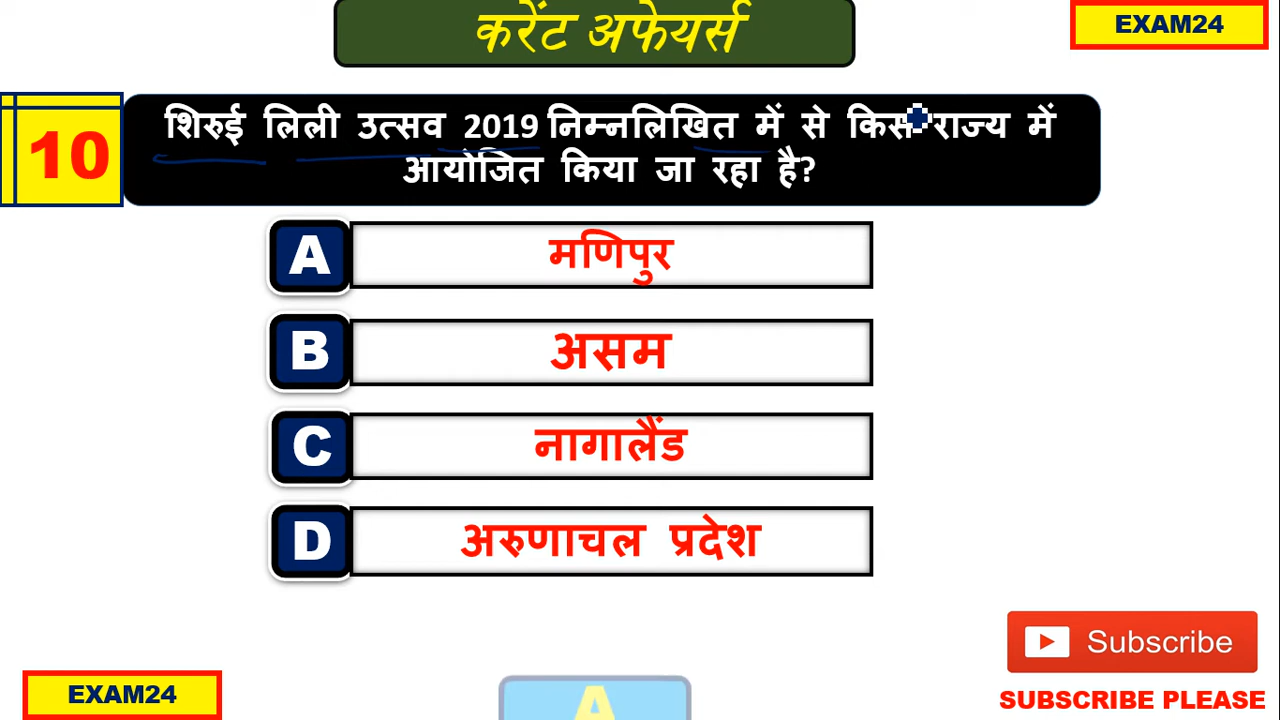 करेंट अफेयर्स
EXAM24
10
शिरुई लिली उत्सव 2019 निम्नलिखित में से किस राज्य में
आयोजित किया जा रहा है?
A
मणिपुर
B
असम
C
नागालैंड
D
अरुणाचल प्रदेश
Subscribe
SUBSCRIBE PLEASE
EXAM24
A